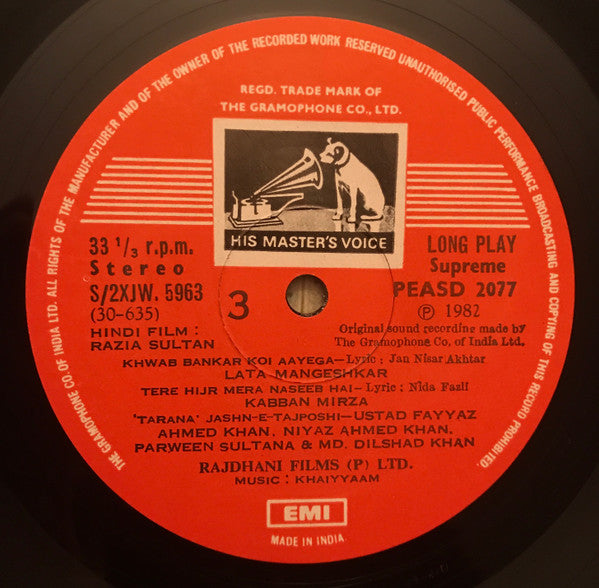 THE GRAMOPHONE CO. OF INDIA LTD. ALL RIGHTS OF THE MANUFACTURER AND OF THE OWNER OF THE RECORDED WORK RESERVED UNAUTHORISED PUBLIC PERFORMANCE BROADCASTING AND COPYING OF THIS RECORD PROHIBITED.
REGD. TRADE MARK OF
THE GRAMOPHONE CO., LTD.
HIS MASTER'S VOICE
33 1/3 r.p.m.
Stereo
S/2XJW. 5963
(30-635)
3
LONG PLAY
Supreme
PEASD 2077
℗ 1982
HINDI FILM :
RAZIA SULTAN
Original sound recording made by
The Gramophone Co. of India Ltd.
KHWAB BANKAR KOI AAYEGA—Lyric: Jan Nisar Akhtar
LATA MANGESHKAR
TERE HIJR MERA NASEEB HAI—Lyric: Nida Fazli
KABBAN MIRZA
'TARANA' JASHN-E-TAJPOSHI—USTAD FAYYAZ
AHMED KHAN, NIYAZ AHMED KHAN,
PARWEEN SULTANA & MD. DILSHAD KHAN
RAJDHANI FILMS (P) LTD.
MUSIC: KHAIYYAAM
EMI
MADE IN INDIA.